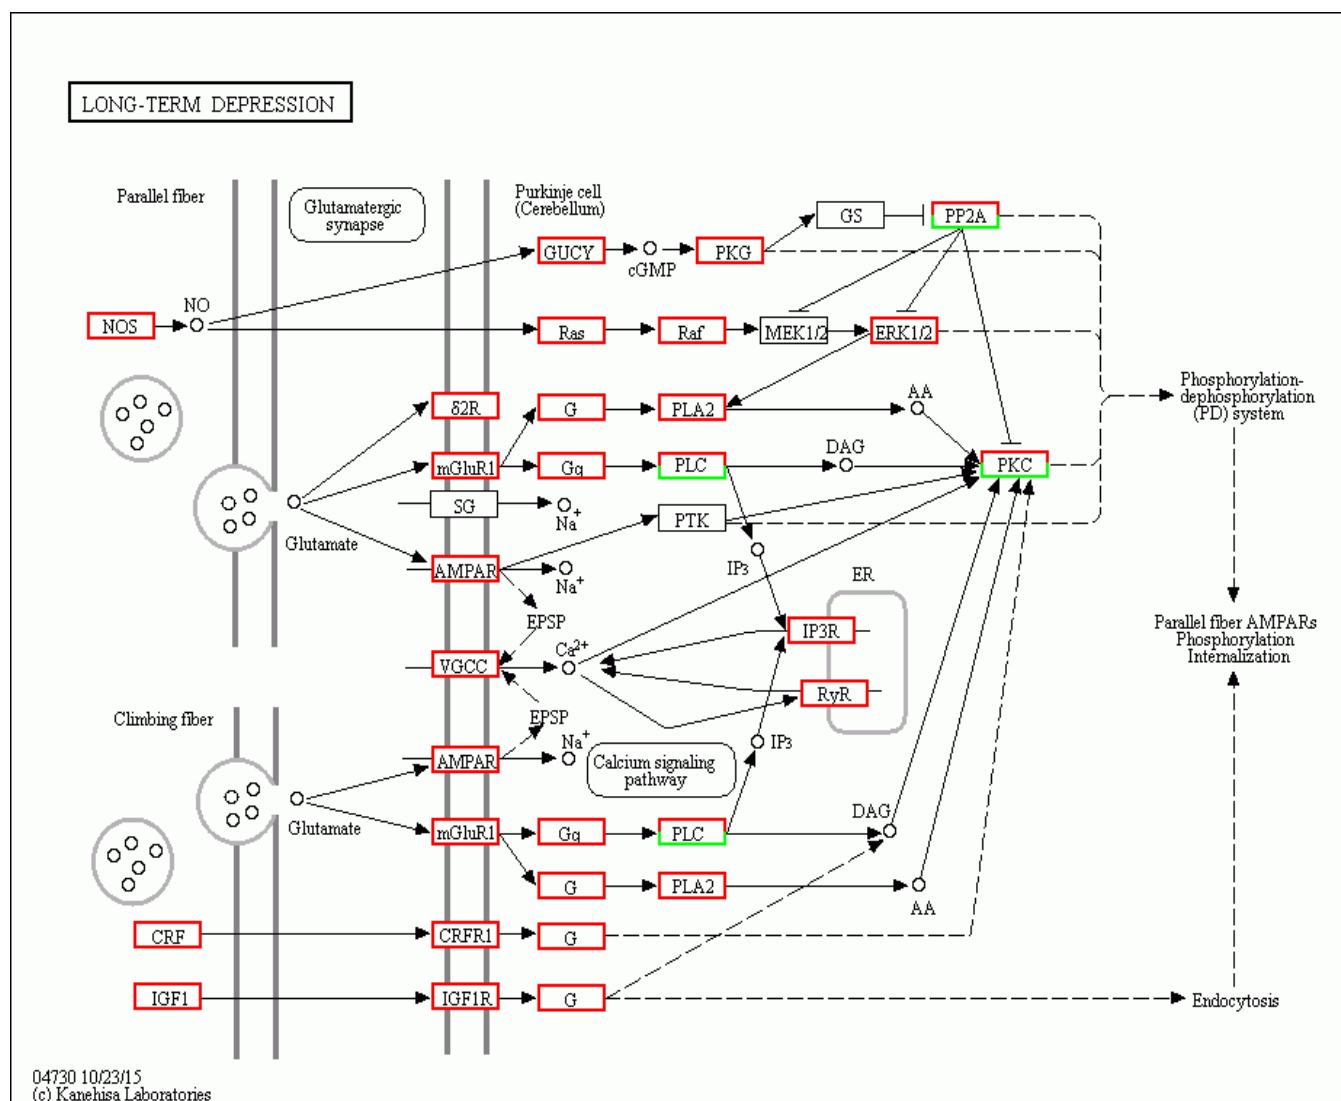 LONG-TERM DEPRESSION
Parallel fiber
Glutamatergic
synapse
Purkinje cell
(Cerebellum)
GS
PP2A
GUCY
cGMP
PKG
NO
NOS
Ras
Raf
MEK1/2
ERK1/2
Phosphorylation-
dephosphorylation
(PD) system
δ2R
G
PLA2
AA
mGluR1
Gq
PLC
DAG
PKC
SG
Na+
PTK
Glutamate
AMPAR
Na+
IP3
ER
EPSP
IP3R
Parallel fiber AMPARs
Phosphorylation
Internalization
VGCC
Ca2+
RyR
Climbing fiber
EPSP
AMPAR
Na+
IP3
Calcium signaling
pathway
Glutamate
DAG
mGluR1
Gq
PLC
G
PLA2
AA
CRF
CRFR1
G
IGF1
IGF1R
G
Endocytosis
04730 10/23/15
(c) Kanehisa Laboratories